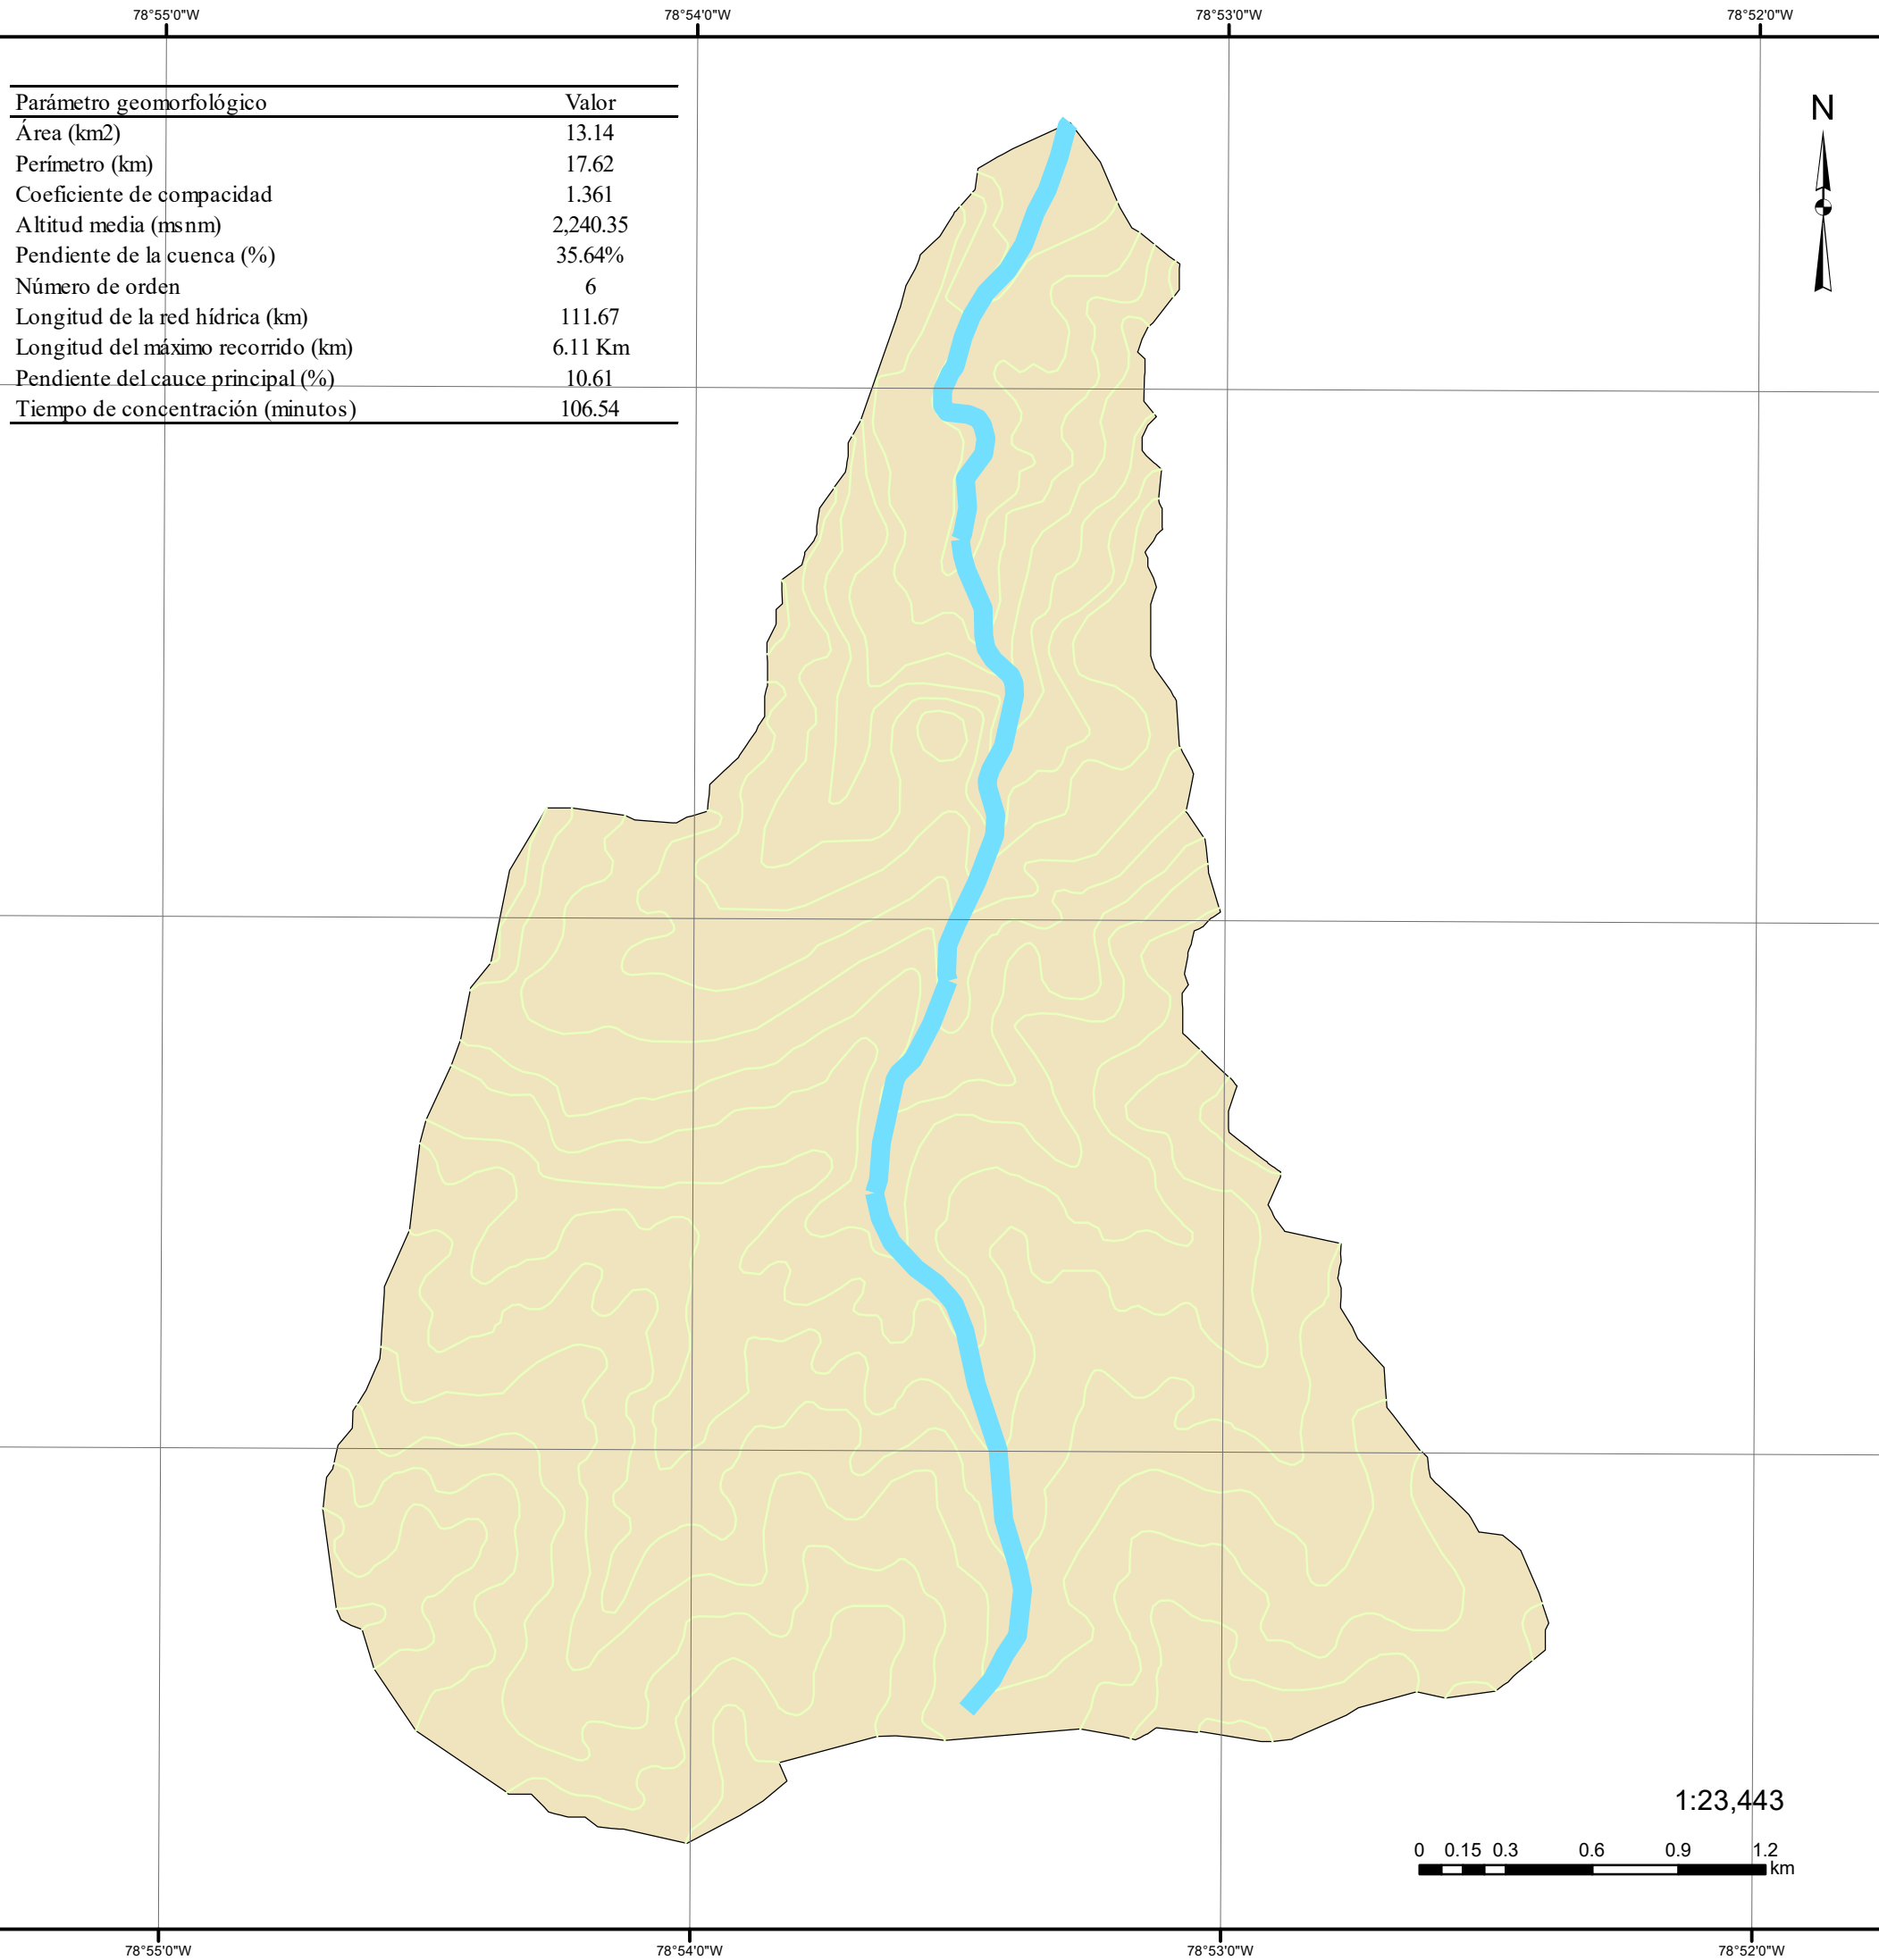 78°55'0"W 78°54'0"W 78°53'0"W 78°52'0"W
N
Parámetro geomorfológico Valor
Área (km2) 13.14
Perímetro (km) 17.62
Coeficiente de compacidad 1.361
Altitud media (msnm) 2,240.35
Pendiente de la cuenca (%) 35.64%
Número de orden 6
Longitud de la red hídrica (km) 111.67
Longitud del máximo recorrido (km) 6.11 Km
Pendiente del cauce principal (%) 10.61
Tiempo de concentración (minutos) 106.54
1:23,443
0 0.15 0.3 0.6 0.9 1.2
km
78°55'0"W 78°54'0"W 78°53'0"W 78°52'0"W